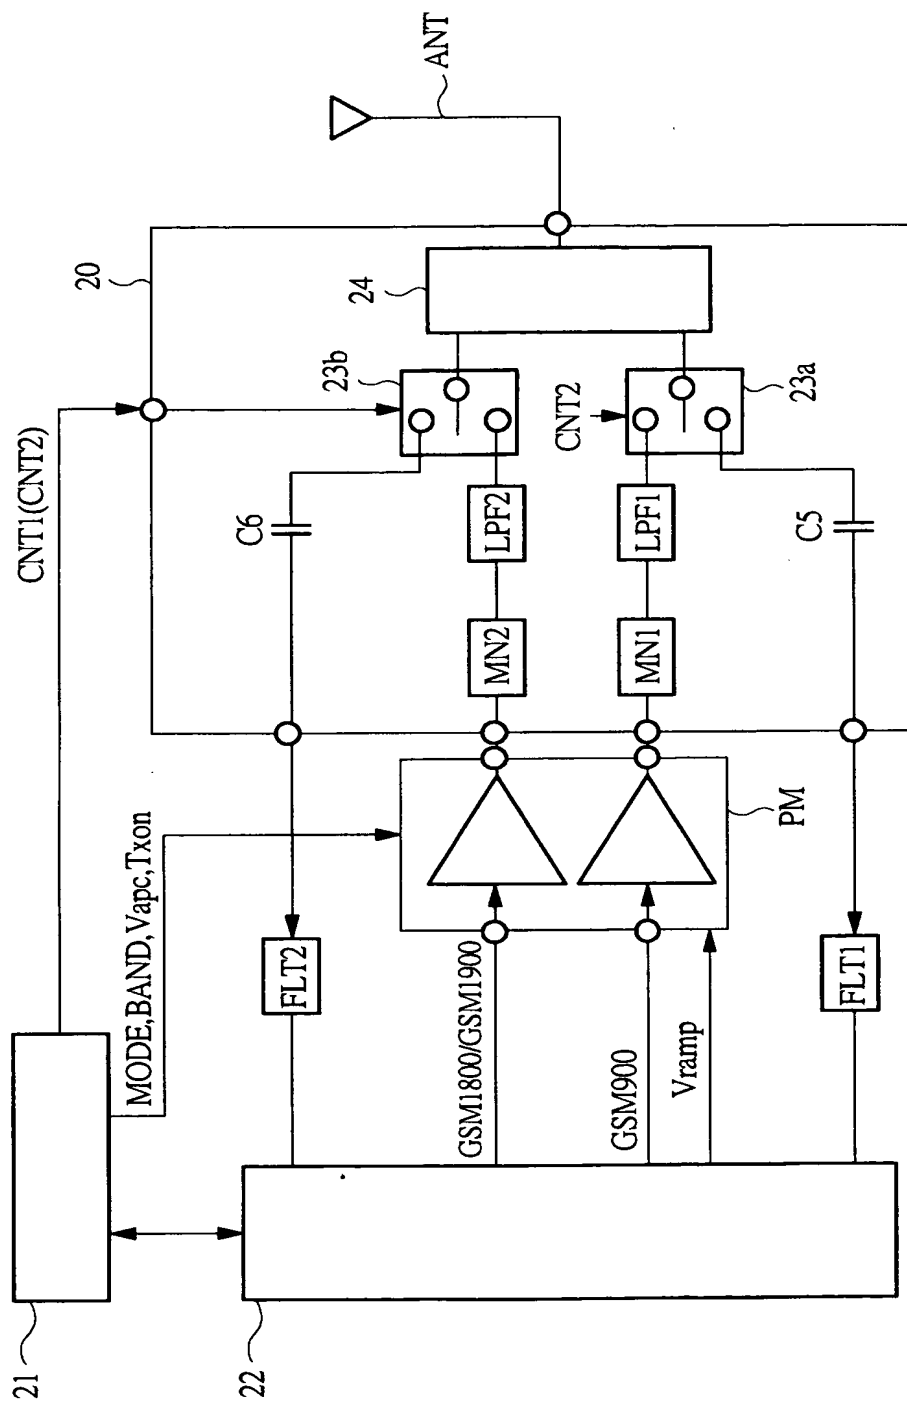 21
22
MODE,BAND,Vapc,Txon
CNT1(CNT2)
20
ANT
FLT2
C6
23b
24
GSM1800/GSM1900
MN2
LPF2
CNT2
GSM900
MN1
LPF1
23a
Vramp
PM
FLT1
C5